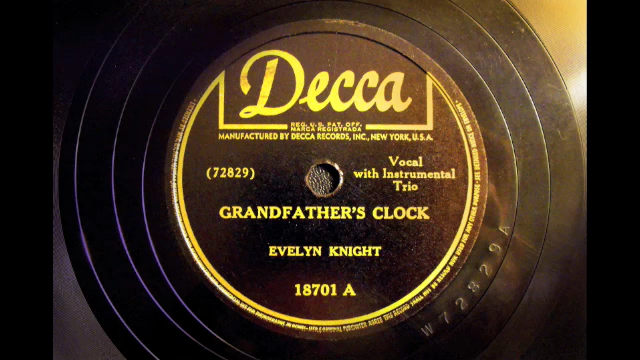 Decca
REG. U.S. PAT. OFF.
MARCA REGISTRADA
MANUFACTURED BY DECCA RECORDS, INC., NEW YORK, U.S.A.
(72829)
Vocal
with Instrumental
Trio
GRANDFATHER'S CLOCK
EVELYN KNIGHT
18701 A
W72829A